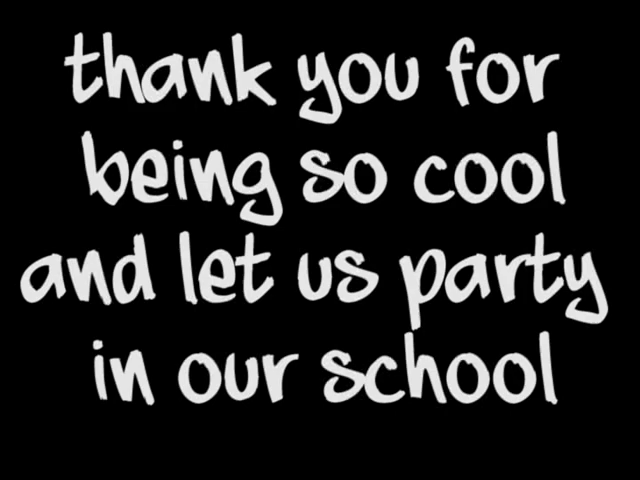 thank you for
being so cool
and let us party
in our school